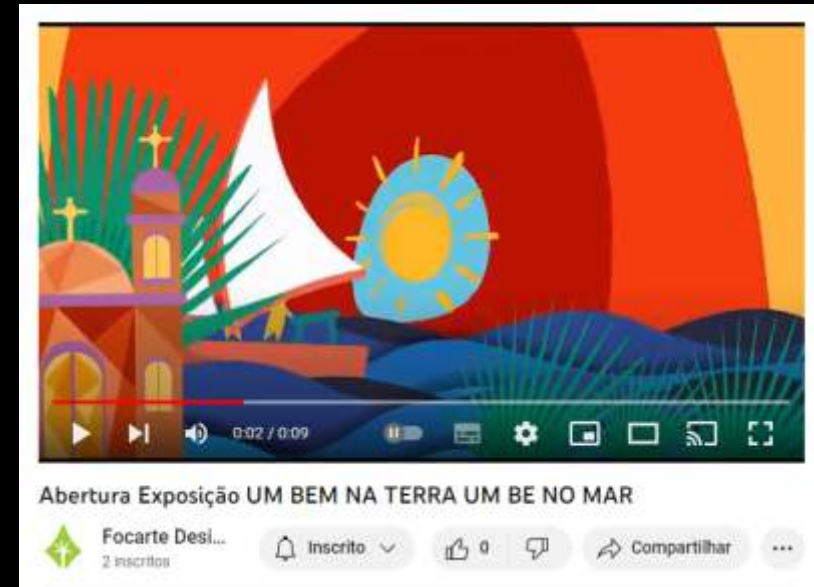 0:02 / 0:09
Abertura Exposição UM BEM NA TERRA UM BE NO MAR
Focarte Desi...
2 inscritos
Inscrito
0
Compartilhar